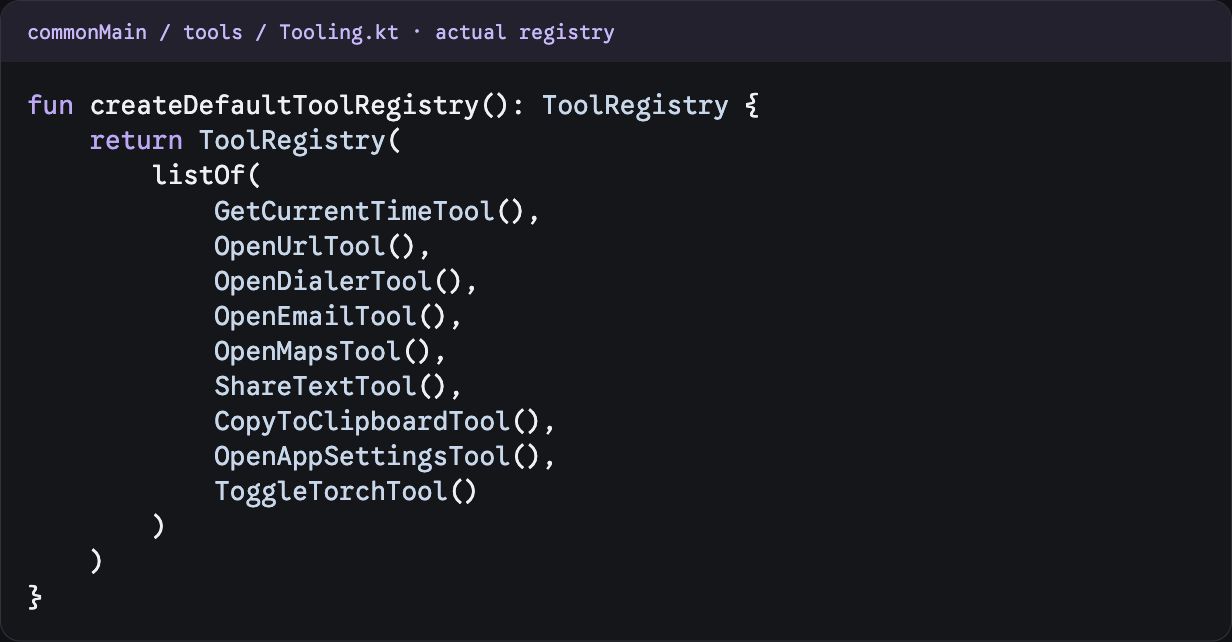 commonMain / tools / Tooling.kt · actual registry
fun createDefaultToolRegistry(): ToolRegistry {
    return ToolRegistry(
        listOf(
            GetCurrentTimeTool(),
            OpenUrlTool(),
            OpenDialerTool(),
            OpenEmailTool(),
            OpenMapsTool(),
            ShareTextTool(),
            CopyToClipboardTool(),
            OpenAppSettingsTool(),
            ToggleTorchTool()
        )
    )
}